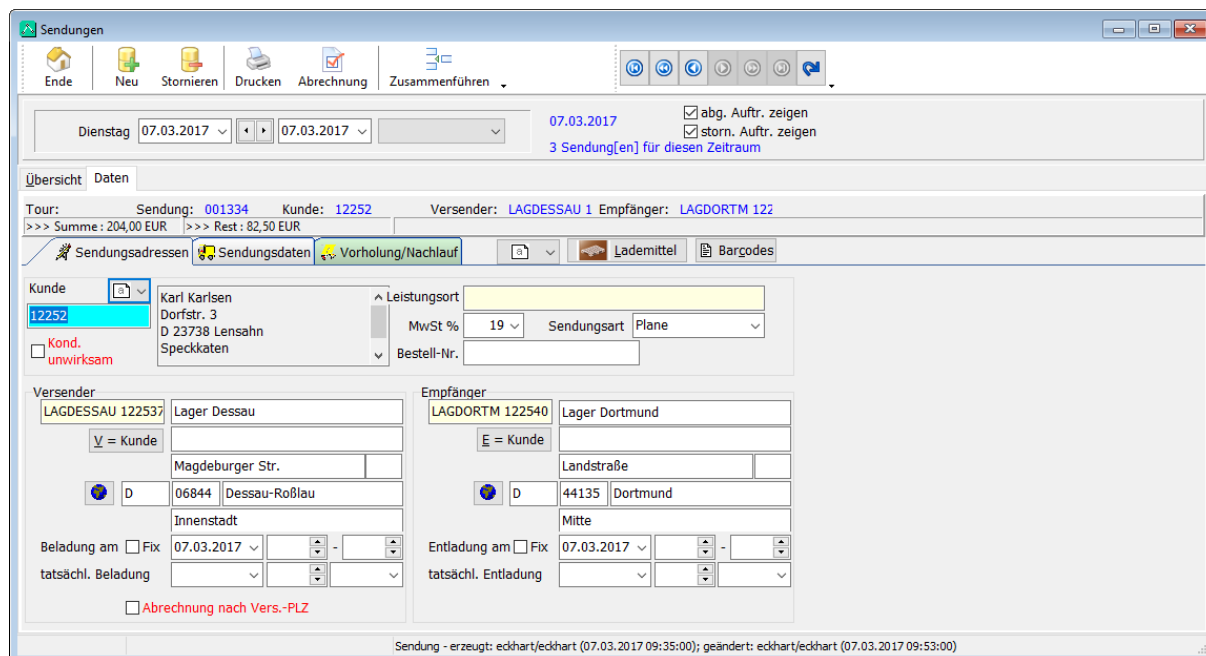 Sendungen
Ende Neu Stornieren Drucken Abrechnung Zusammenführen
Dienstag 07.03.2017 07.03.2017
07.03.2017
abg. Auftr. zeigen
storn. Auftr. zeigen
3 Sendung[en] für diesen Zeitraum
Übersicht Daten
Tour: Sendung: 001334 Kunde: 12252 Versender: LAGDESSAU 1 Empfänger: LAGDORTM 122
>>> Summe : 204,00 EUR >>> Rest : 82,50 EUR
Sendungsadressen Sendungsdaten Vorholung/Nachlauf a Lademittel Barcodes
Kunde a
12252
Kond.
unwirksam
Karl Karlsen
Dorfstr. 3
D 23738 Lensahn
Speckkaten
Leistungsort
MwSt % 19 Sendungsart Plane
Bestell-Nr.
Versender
LAGDESSAU 122537 Lager Dessau
V = Kunde
Magdeburger Str.
D 06844 Dessau-Roßlau
Innenstadt
Beladung am Fix 07.03.2017 -
tatsächl. Beladung
Abrechnung nach Vers.-PLZ
Empfänger
LAGDORTM 122540 Lager Dortmund
E = Kunde
Landstraße
D 44135 Dortmund
Mitte
Entladung am Fix 07.03.2017 -
tatsächl. Entladung
Sendung - erzeugt: eckhart/eckhart (07.03.2017 09:35:00); geändert: eckhart/eckhart (07.03.2017 09:53:00)